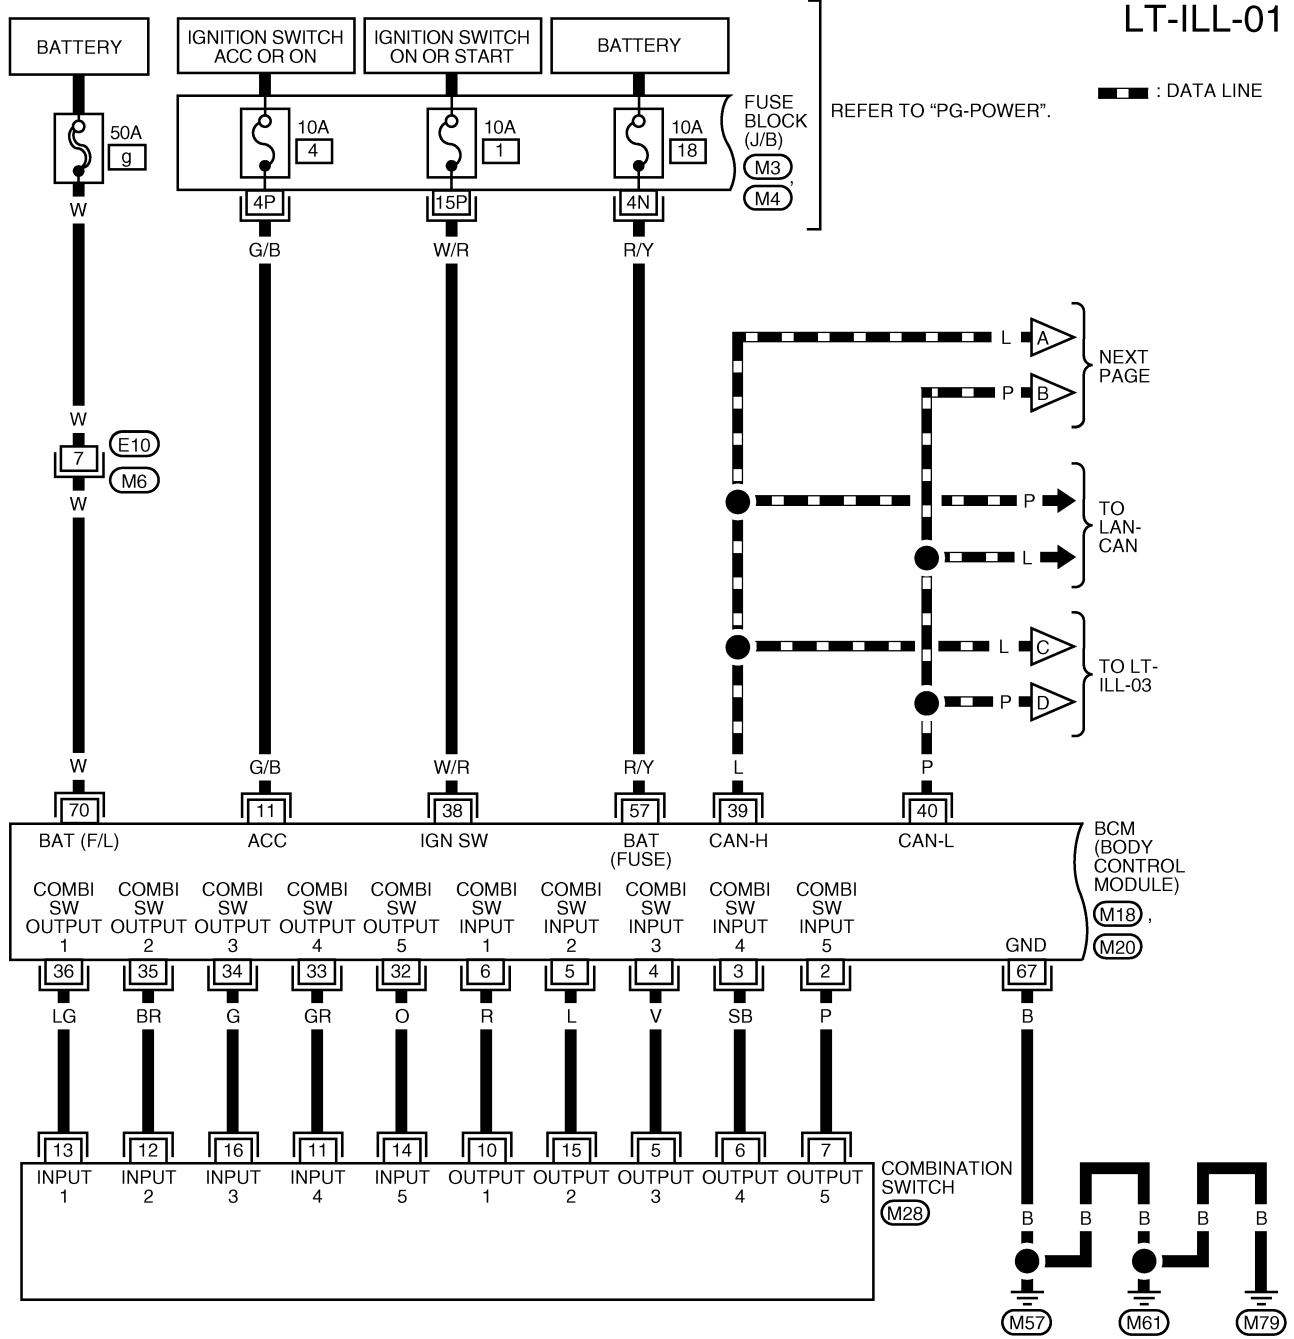 LT-ILL-01
BATTERY
IGNITION SWITCH
ACC OR ON
IGNITION SWITCH
ON OR START
BATTERY
: DATA LINE
50A
g
10A
4
10A
1
10A
18
FUSE
BLOCK
(J/B)
M3
,
M4
REFER TO “PG-POWER”.
4P
15P
4N
W
G/B
W/R
R/Y
L
A
P
B
NEXT
PAGE
W
7
E10
M6
W
P
L
TO
LAN-
CAN
L
C
P
D
TO LT-
ILL-03
W
G/B
W/R
R/Y
L
P
70
11
38
57
39
40
BAT (F/L)
ACC
IGN SW
BAT
(FUSE)
CAN-H
CAN-L
BCM
(BODY
CONTROL
MODULE)
M18 ,
M20
COMBI
SW
OUTPUT
1
COMBI
SW
OUTPUT
2
COMBI
SW
OUTPUT
3
COMBI
SW
OUTPUT
4
COMBI
SW
OUTPUT
5
COMBI
SW
INPUT
1
COMBI
SW
INPUT
2
COMBI
SW
INPUT
3
COMBI
SW
INPUT
4
COMBI
SW
INPUT
5
GND
36
35
34
33
32
6
5
4
3
2
67
LG
BR
G
GR
O
R
L
V
SB
P
B
13
12
16
11
14
10
15
5
6
7
INPUT
1
INPUT
2
INPUT
3
INPUT
4
INPUT
5
OUTPUT
1
OUTPUT
2
OUTPUT
3
OUTPUT
4
OUTPUT
5
COMBINATION
SWITCH
M28
B
B
B
B
B
M57
M61
M79